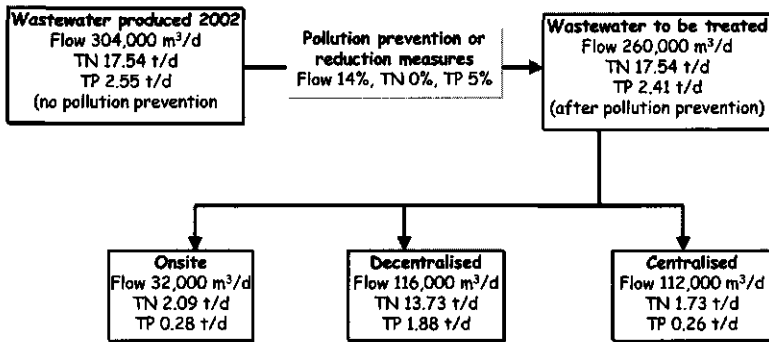 Wastewater produced 2002
Flow 304,000 m³/d
TN 17.54 t/d
TP 2.55 t/d
(no pollution prevention
Pollution prevention or
reduction measures
Flow 14%, TN 0%, TP 5%
Wastewater to be treated
Flow 260,000 m³/d
TN 17.54 t/d
TP 2.41 t/d
(after pollution prevention)
Onsite
Flow 32,000 m³/d
TN 2.09 t/d
TP 0.28 t/d
Decentralised
Flow 116,000 m³/d
TN 13.73 t/d
TP 1.88 t/d
Centralised
Flow 112,000 m³/d
TN 1.73 t/d
TP 0.26 t/d